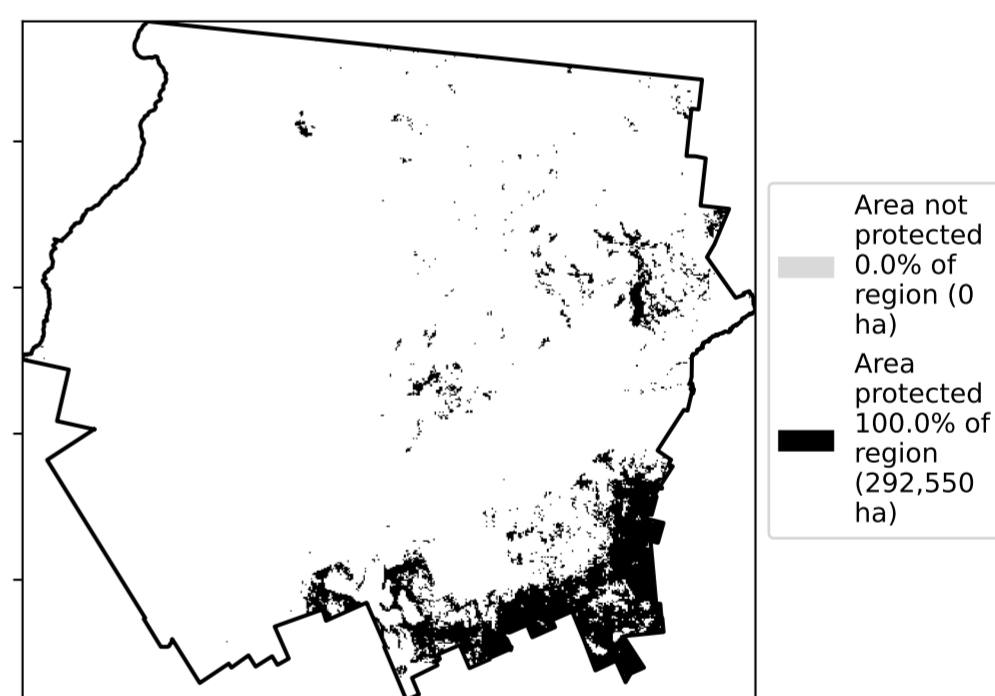 Area not
protected
0.0% of
region (0
ha)
Area
protected
100.0% of
region
(292,550
ha)